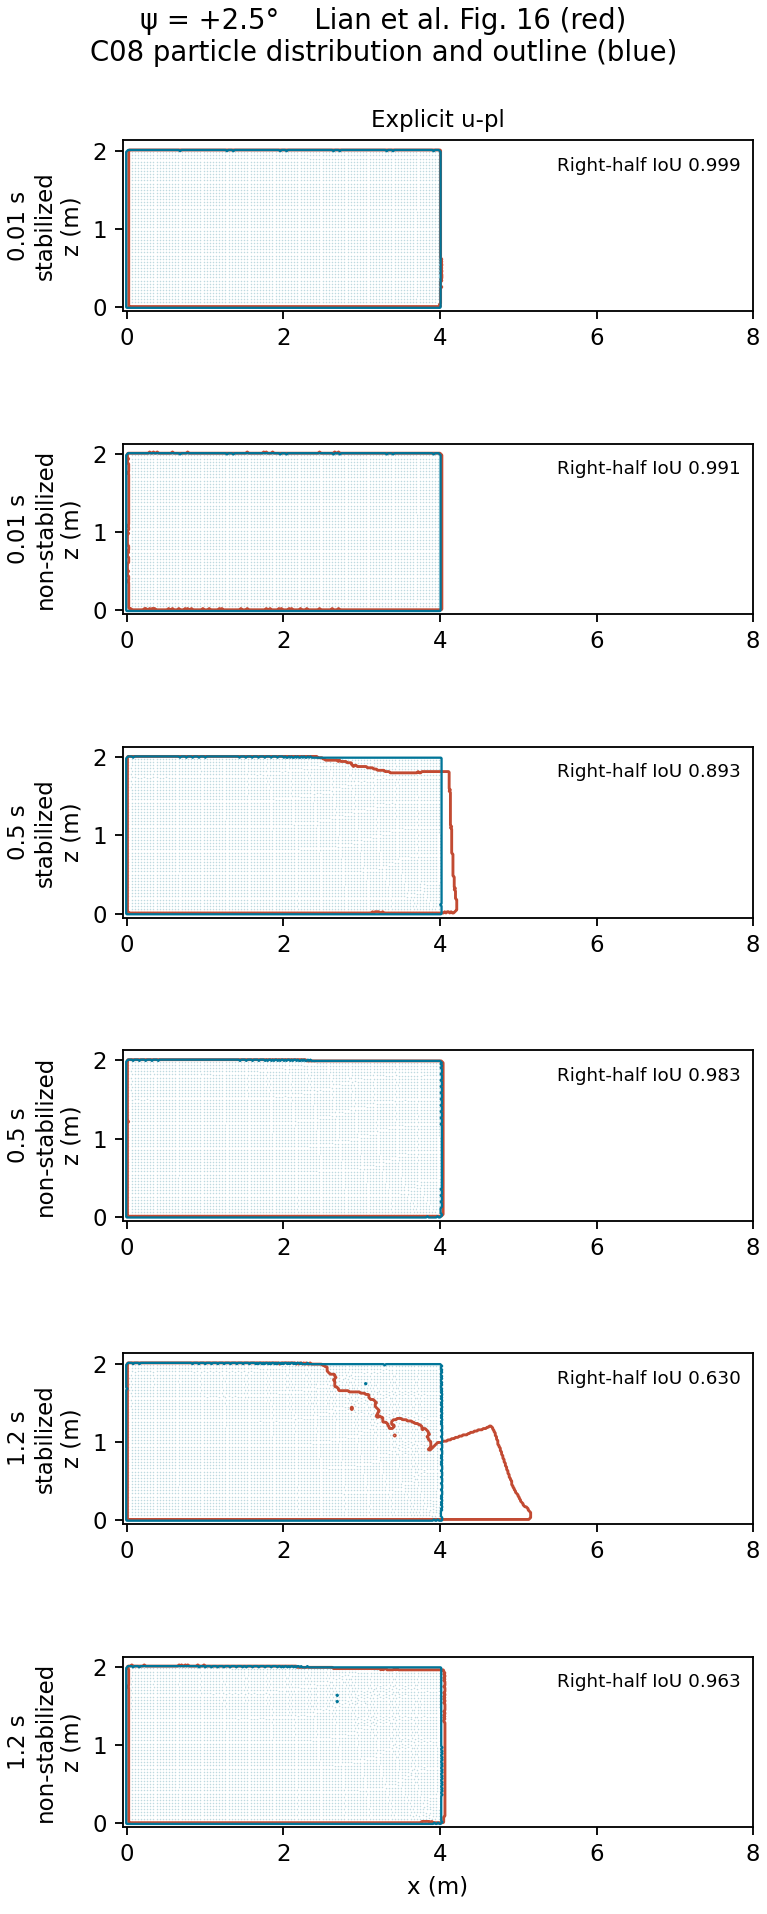 ψ = +2.5°    Lian et al. Fig. 16 (red)
C08 particle distribution and outline (blue)
Explicit u-pl
0.01 s
stabilized
z (m)
2
1
0
Right-half IoU 0.999
0 2 4 6 8
0.01 s
non-stabilized
z (m)
2
1
0
Right-half IoU 0.991
0 2 4 6 8
0.5 s
stabilized
z (m)
2
1
0
Right-half IoU 0.893
0 2 4 6 8
0.5 s
non-stabilized
z (m)
2
1
0
Right-half IoU 0.983
0 2 4 6 8
1.2 s
stabilized
z (m)
2
1
0
Right-half IoU 0.630
0 2 4 6 8
1.2 s
non-stabilized
z (m)
2
1
0
Right-half IoU 0.963
0 2 4 6 8
x (m)